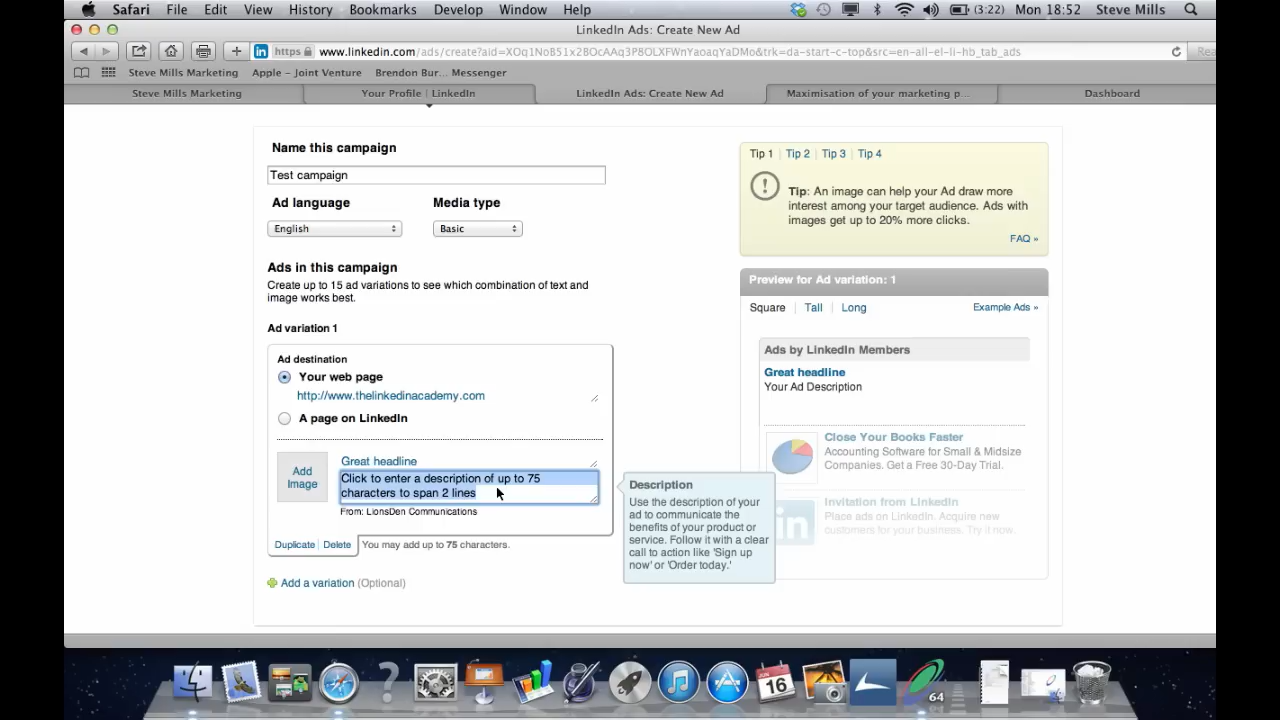 Safari File Edit View History Bookmarks Develop Window Help (3:22) Mon 18:52 Steve Mills
LinkedIn Ads: Create New Ad
https www.linkedin.com/ads/create?aid=XOq1NoB51x2BOcAAq3P8OLXFWnYaoaqYaDMo&trk=da-start-c-top&src=en-all-el-li-hb_tab_ads
Steve Mills Marketing Apple – Joint Venture Brendon Bur... Messenger
Steve Mills Marketing Your Profile | LinkedIn LinkedIn Ads: Create New Ad Maximisation of your marketing p... Dashboard
Name this campaign
Test campaign
Ad language Media type
English Basic
Ads in this campaign
Create up to 15 ad variations to see which combination of text and
image works best.
Ad variation 1
Ad destination
Your web page
http://www.thelinkedinacademy.com
A page on LinkedIn
Add
Image
Great headline
Click to enter a description of up to 75
characters to span 2 lines
From: LionsDen Communications
Duplicate | Delete You may add up to 75 characters.
Add a variation (Optional)
Description
Use the description of your
ad to communicate the
benefits of your product or
service. Follow it with a clear
call to action like 'Sign up
now' or 'Order today.'
Tip 1 | Tip 2 | Tip 3 | Tip 4
Tip: An image can help your Ad draw more
interest among your target audience. Ads with
images get up to 20% more clicks.
FAQ »
Preview for Ad variation: 1
Square | Tall | Long Example Ads »
Ads by LinkedIn Members
Great headline
Your Ad Description
Close Your Books Faster
Accounting Software for Small & Midsize
Companies. Get a Free 30-Day Trial.
in
Invitation from LinkedIn
Place ads on LinkedIn. Acquire new
customers for your business. Try it now.
JUN
16
64